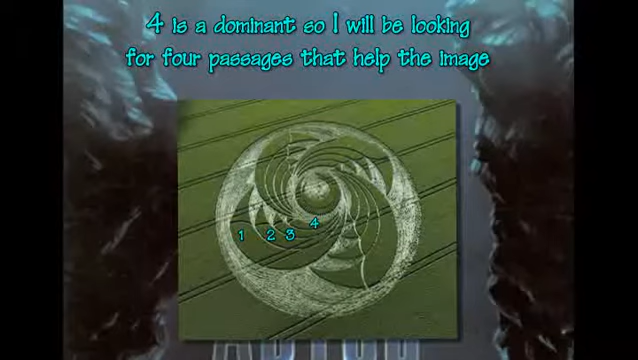 4 is a dominant so I will be looking
for four passages that help the image
1 2 3 4